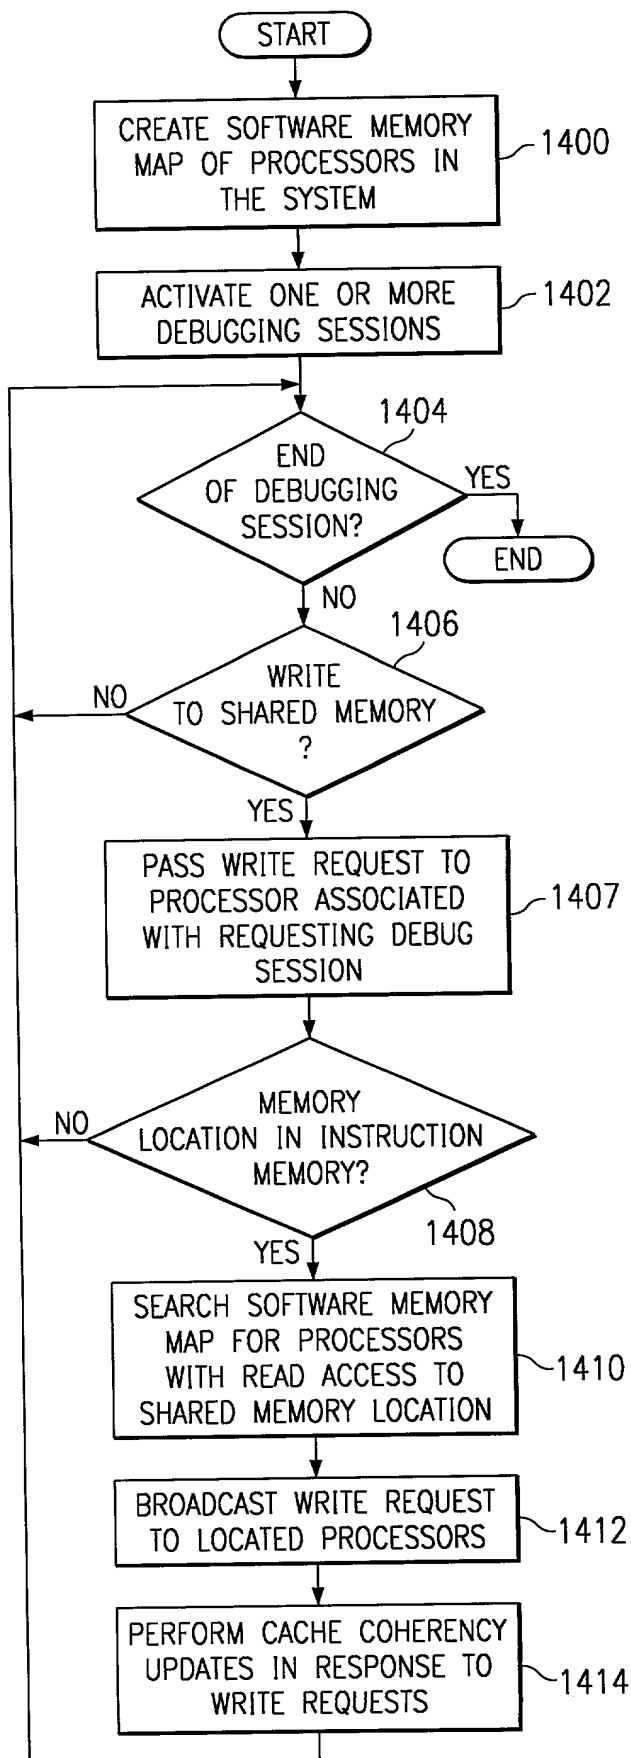 START
CREATE SOFTWARE MEMORY
MAP OF PROCESSORS IN
THE SYSTEM
1400
ACTIVATE ONE OR MORE
DEBUGGING SESSIONS
1402
1404
END
OF DEBUGGING
SESSION?
YES
END
NO
1406
WRITE
TO SHARED MEMORY
?
NO
YES
PASS WRITE REQUEST TO
PROCESSOR ASSOCIATED
WITH REQUESTING DEBUG
SESSION
1407
MEMORY
LOCATION IN INSTRUCTION
MEMORY?
NO
1408
YES
SEARCH SOFTWARE MEMORY
MAP FOR PROCESSORS
WITH READ ACCESS TO
SHARED MEMORY LOCATION
1410
BROADCAST WRITE REQUEST
TO LOCATED PROCESSORS
1412
PERFORM CACHE COHERENCY
UPDATES IN RESPONSE TO
WRITE REQUESTS
1414